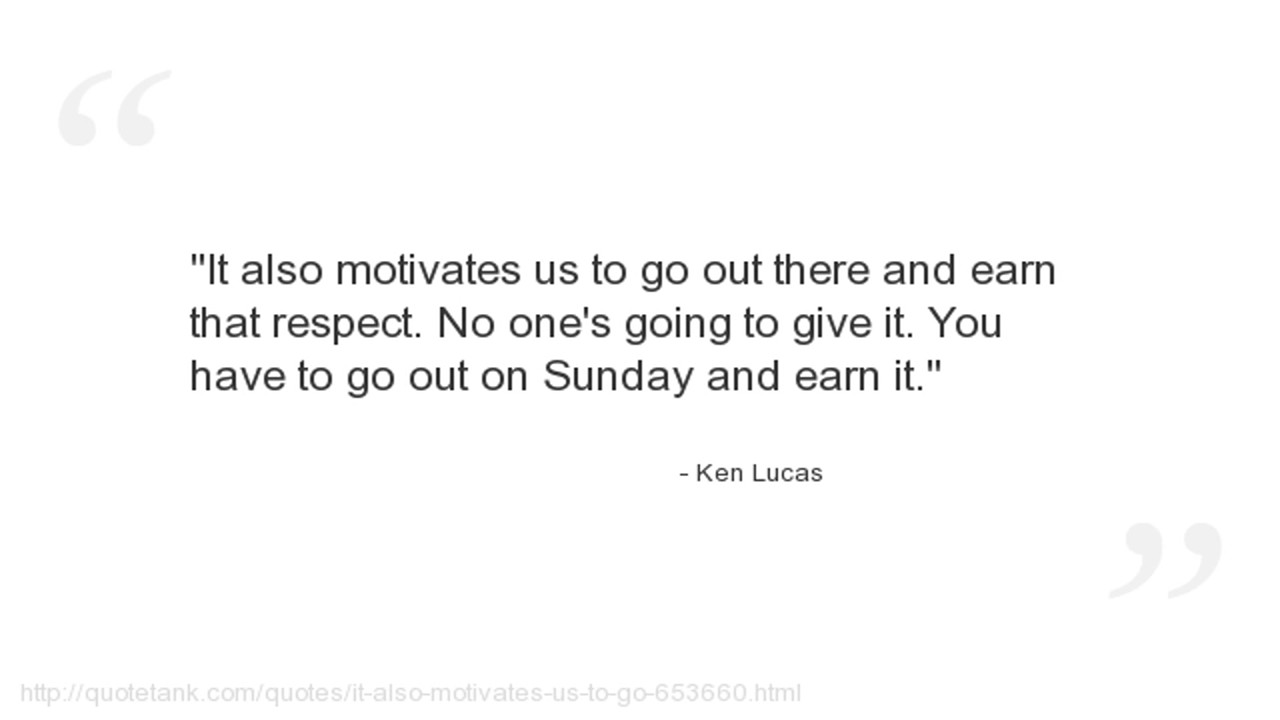 "It also motivates us to go out there and earn
that respect. No one's going to give it. You
have to go out on Sunday and earn it."
- Ken Lucas
http://quotetank.com/quotes/it-also-motivates-us-to-go-653660.html